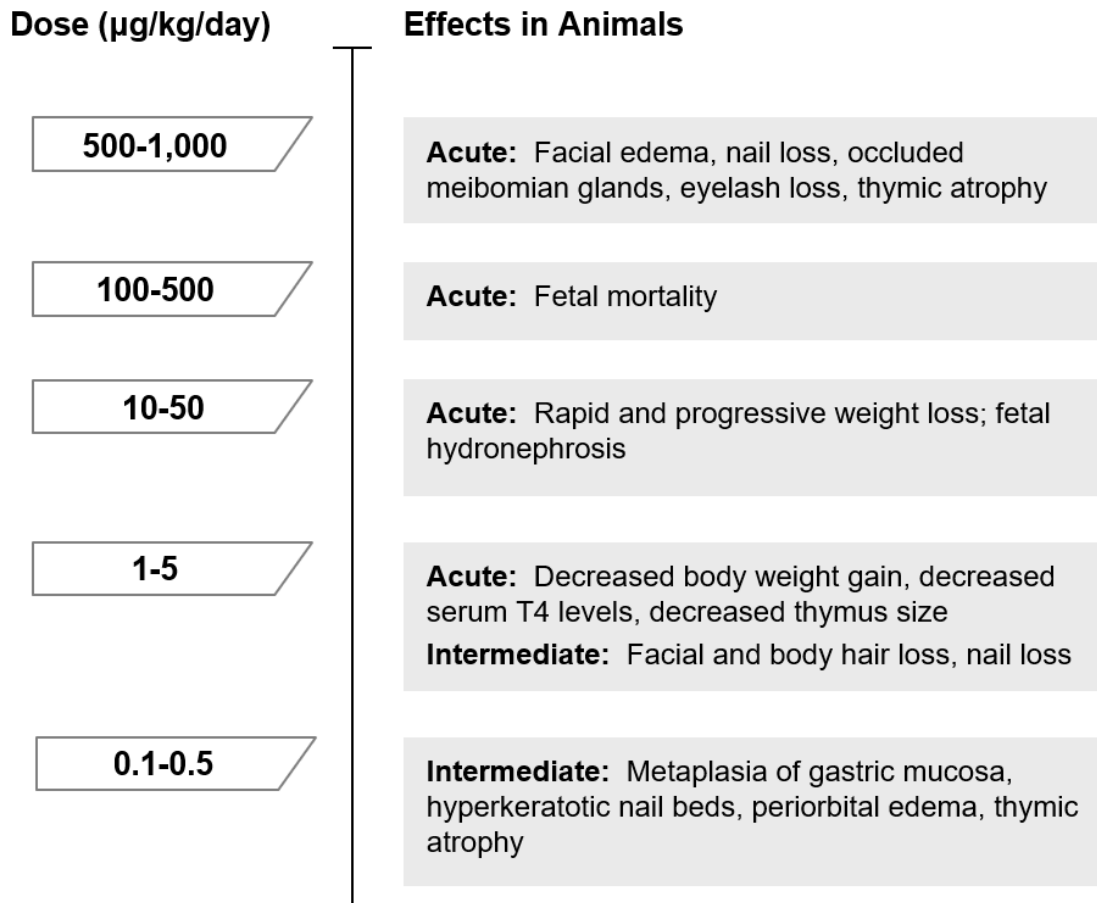 Dose (µg/kg/day)
Effects in Animals
500-1,000
Acute: Facial edema, nail loss, occluded
meibomian glands, eyelash loss, thymic atrophy
100-500
Acute: Fetal mortality
10-50
Acute: Rapid and progressive weight loss; fetal
hydronephrosis
1-5
Acute: Decreased body weight gain, decreased
serum T4 levels, decreased thymus size
Intermediate: Facial and body hair loss, nail loss
0.1-0.5
Intermediate: Metaplasia of gastric mucosa,
hyperkeratotic nail beds, periorbital edema, thymic
atrophy